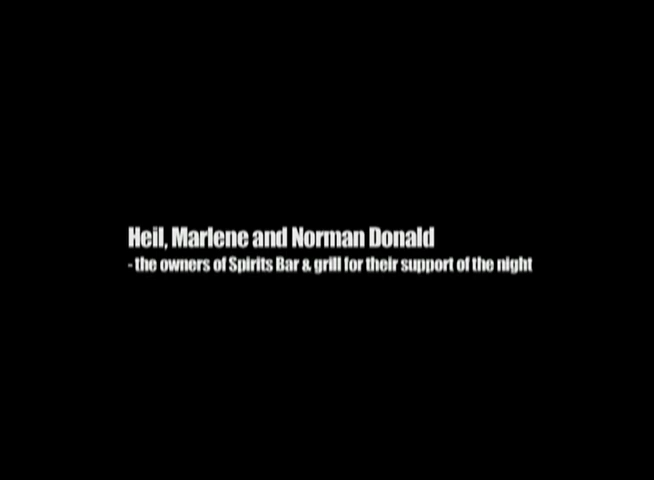 Heil, Marlene and Norman Donald
- the owners of Spirits Bar & grill for their support of the night